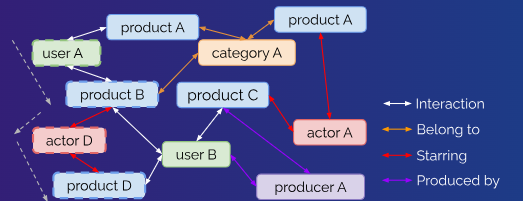 product A
product A
user A
category A
product B
product C
Interaction
actor D
actor A
Belong to
user B
Starring
product D
producer A
Produced by